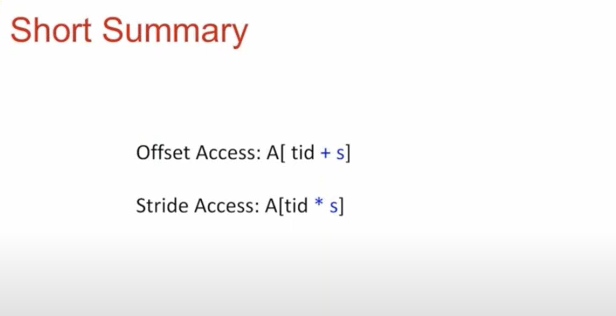 Short Summary
Offset Access: A[ tid + s]
Stride Access: A[tid * s]